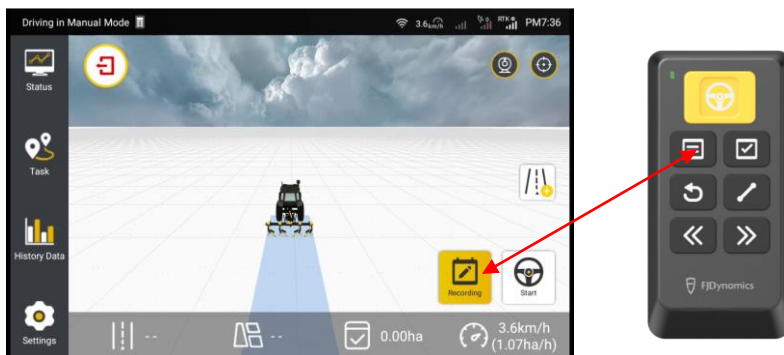 Driving in Manual Mode
3.6km/h
RTK
PM7:36
Status
Task
History Data
Settings
Recording
Start
--
--
0.00ha
3.6km/h
(1.07ha/h)
FJDynamics